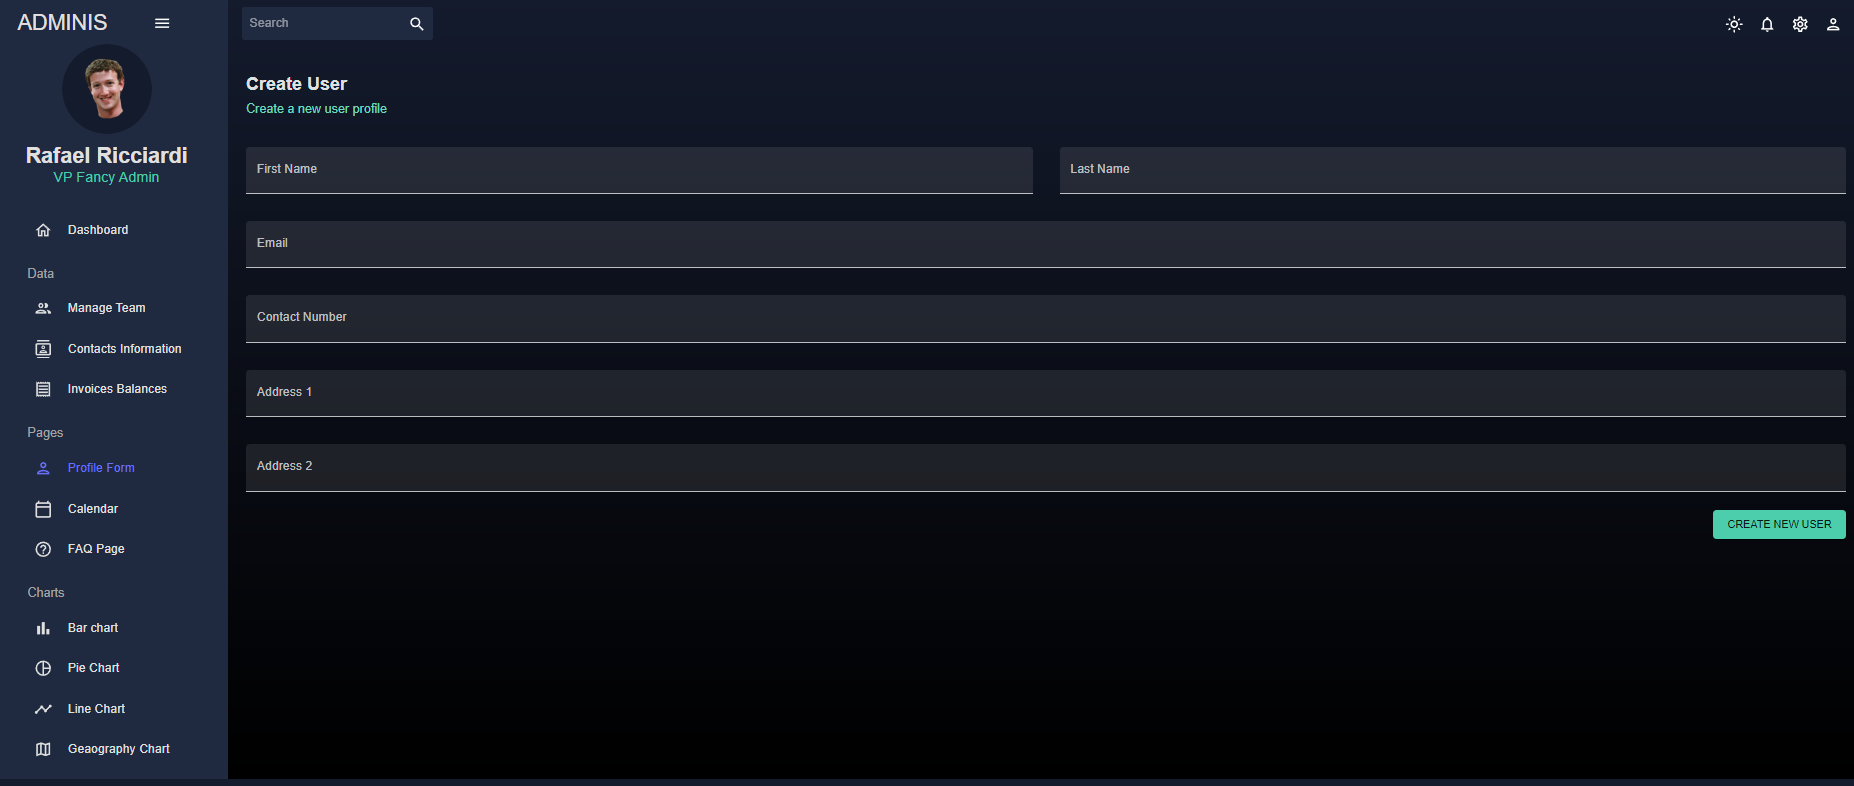 ADMINIS
Search
Rafael Ricciardi
VP Fancy Admin
Dashboard
Data
Manage Team
Contacts Information
Invoices Balances
Pages
Profile Form
Calendar
FAQ Page
Charts
Bar chart
Pie Chart
Line Chart
Geaography Chart
Create User
Create a new user profile
First Name
Last Name
Email
Contact Number
Address 1
Address 2
CREATE NEW USER